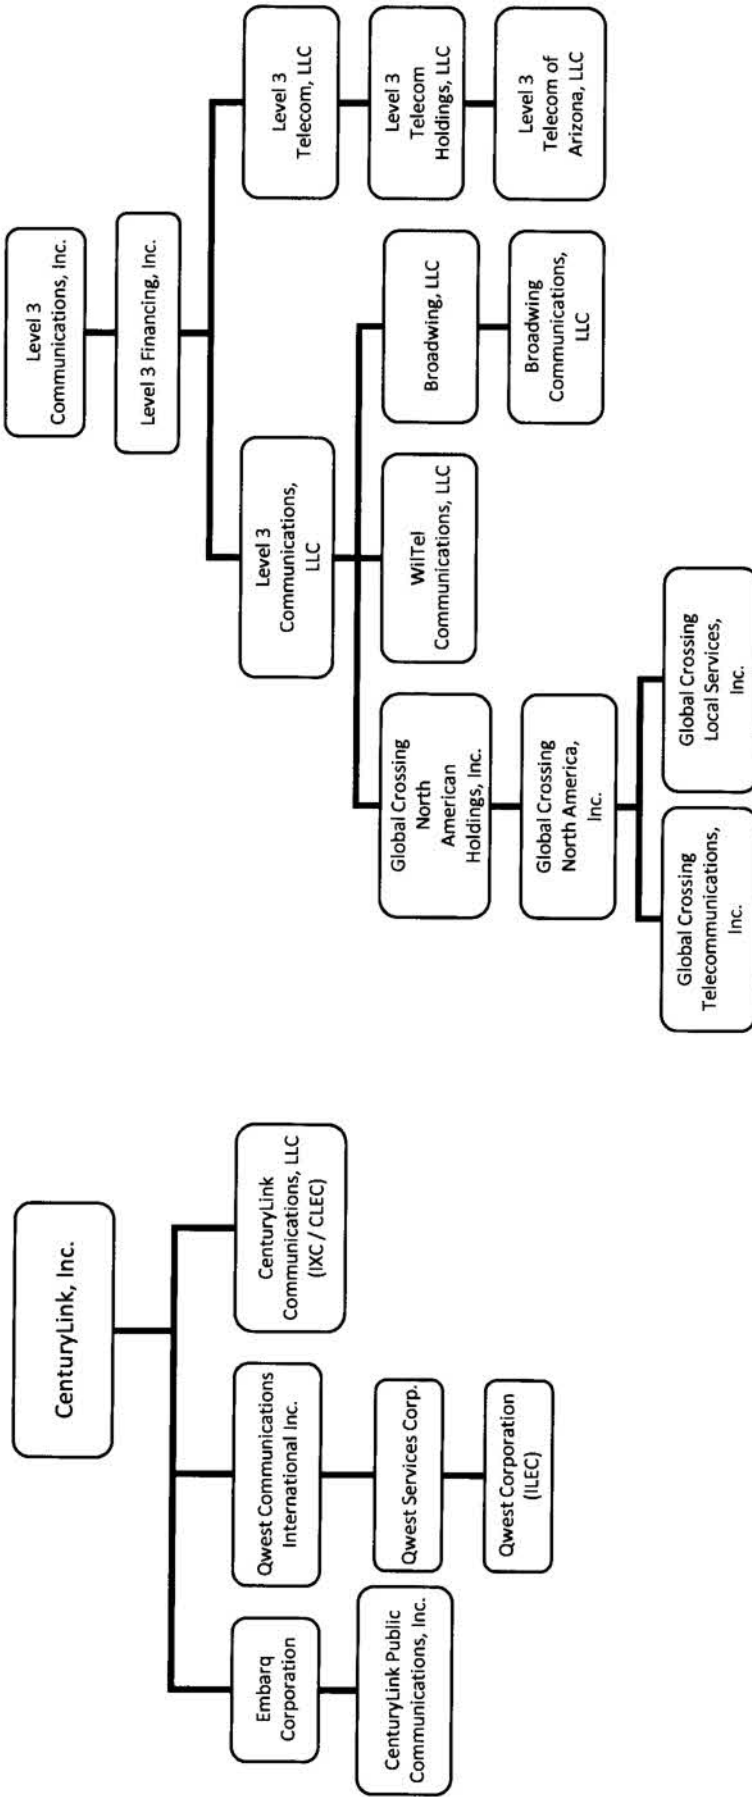 CenturyLink, Inc.
Embarq
Corporation
CenturyLink Public
Communications, Inc.
Qwest Communications
International Inc.
Qwest Services Corp.
Qwest Corporation
(ILEC)
CenturyLink
Communications, LLC
(IXC / CLEC)
Level 3
Communications, Inc.
Level 3 Financing, Inc.
Level 3
Communications,
LLC
Global Crossing
North
American
Holdings, Inc.
Global Crossing
North America,
Inc.
Global Crossing
Telecommunications,
Inc.
Global Crossing
Local Services,
Inc.
WilTel
Communications, LLC
Broadwing, LLC
Broadwing
Communications,
LLC
Level 3
Telecom, LLC
Level 3
Telecom
Holdings, LLC
Level 3
Telecom of
Arizona, LLC